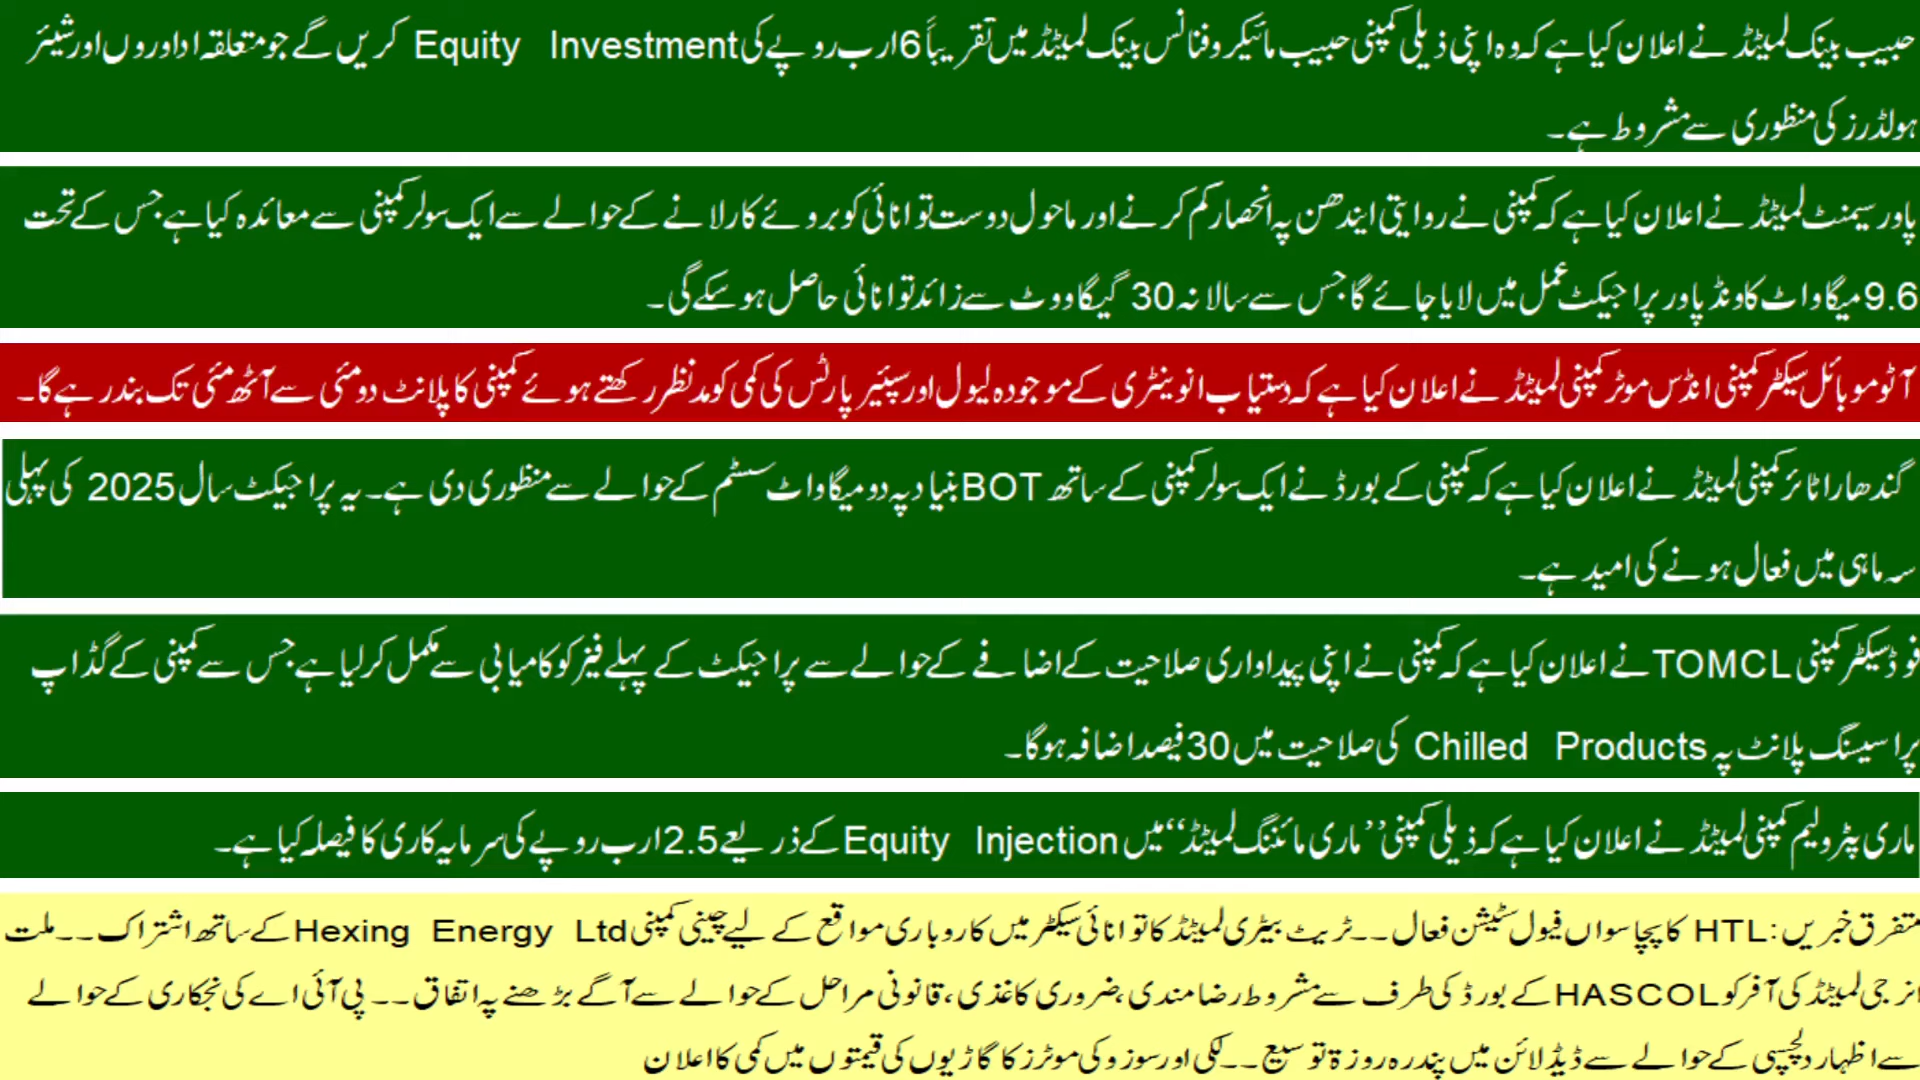 حبیب بینک لمیٹڈ نے اعلان کیا ہے کہ وہ اپنی ذیلی کمپنی حبیب مائیکرو فنانس بینک لمیٹڈ میں تقریباً 6 ارب روپے کی Equity Investment کریں گے جو متعلقہ اداوروں اور شیئر
ہولڈرز کی منظوری سے مشروط ہے۔
پاور سیمنٹ لمیٹڈ نے اعلان کیا ہے کہ کمپنی نے روایتی ایندھن پہ انحصار کم کرنے اور ماحول دوست توانائی کو بروئے کار لانے کے حوالے سے ایک سولر کمپنی سے معائدہ کیا ہے جس کے تحت
9.6 میگاواٹ کا ونڈ پاور پراجیکٹ عمل میں لایا جائے گا جس سے سالانہ 30 گیگا ووٹ سے زائد توانائی حاصل ہو سکے گی۔
آٹو موبائل سیکٹر کمپنی انڈس موٹر کمپنی لمیٹڈ نے اعلان کیا ہے کہ دستیاب انوینٹری کے موجودہ لیول اور سپئیر پارٹس کی کمی کو مدنظر رکھتے ہوئے کمپنی کا پلانٹ دو مئی سے آٹھ مئی تک بند رہے گا۔
گندھارا ٹائر کمپنی لمیٹڈ نے اعلان کیا ہے کہ کمپنی کے بورڈ نے ایک سولر کمپنی کے ساتھ BOT بنیاد پہ دو میگاواٹ سسٹم کے حوالے سے منظوری دی ہے۔ یہ پراجیکٹ سال 2025 کی پہلی
سہ ماہی میں فعال ہونے کی امید ہے۔
فوڈ سیکٹر کمپنی TOMCL نے اعلان کیا ہے کہ کمپنی نے اپنی پیداواری صلاحیت کے اضافے کے حوالے سے پراجیکٹ کے پہلے فیز کو کامیابی سے مکمل کر لیا ہے جس سے کمپنی کے گڈاپ
پراسیسنگ پلانٹ پہ Chilled Products کی صلاحیت میں 30 فیصد اضافہ ہوگا۔
ماری پٹرولیم کمپنی لمیٹڈ نے اعلان کیا ہے کہ ذیلی کمپنی ’’ماری مائننگ لمیٹڈ‘‘ میں Equity Injection کے ذریعے 2.5 ارب روپے کی سرمایہ کاری کا فیصلہ کیا ہے۔
متفرق خبریں: HTL کا پچاسواں فیول سٹیشن فعال ۔۔ ٹریٹ بیٹری لمیٹڈ کا توانائی سیکٹر میں کاروباری مواقع کے لیے چینی کمپنی Hexing Energy Ltd کے ساتھ اشتراک ۔۔ ملت
انرجی لمیٹڈ کی آفر کو HASCOL کے بورڈ کی طرف سے مشروط رضامندی، ضروری کاغذی، قانونی مراحل کے حوالے سے آگے بڑھنے پہ اتفاق ۔۔ پی آئی اے کی نجکاری کے حوالے
سے اظہار دلچسپی کے حوالے سے ڈیڈ لائن میں پندرہ روزۃ توسیع ۔۔ لکی اور سوزوکی موٹرز کا گاڑیوں کی قیمتوں میں کمی کا اعلان